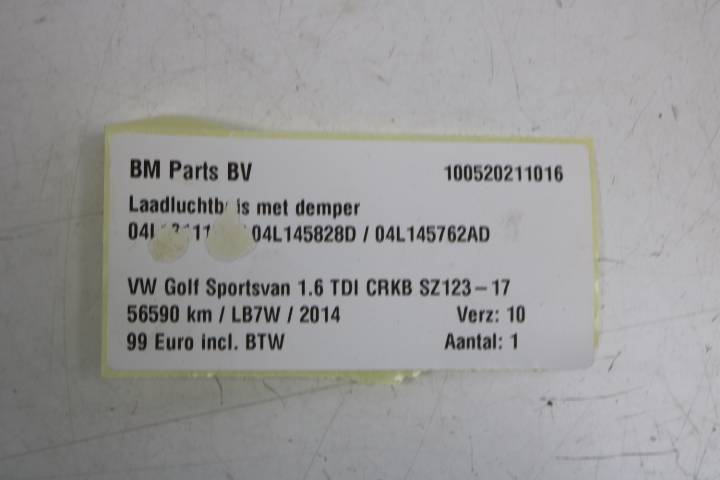 BM Parts BV 100520211016
Laadluchtbuis met demper
04L145828D / 04L145762AD
VW Golf Sportsvan 1.6 TDI CRKB SZ123-17
56590 km / LB7W / 2014 Verz: 10
99 Euro incl. BTW Aantal: 1